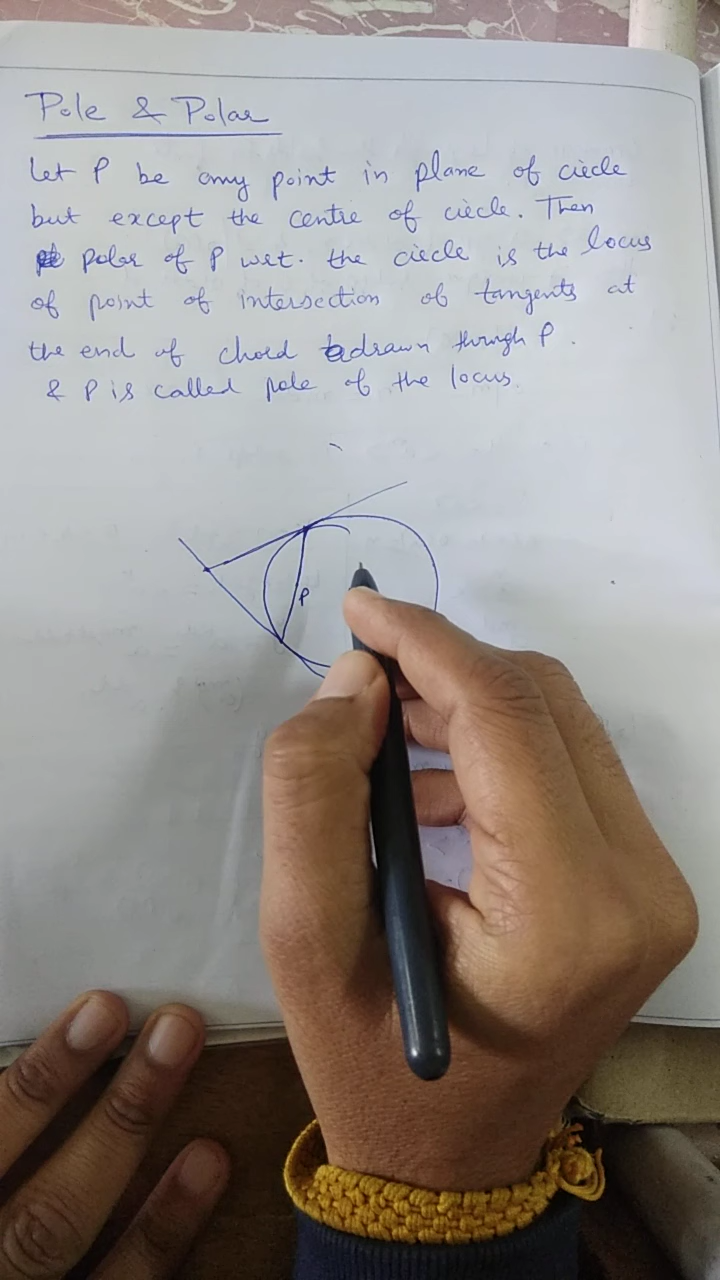 Pole & Polar
Let P be any point in plane of circle
but except the centre of circle. Then
polar of P wrt. the circle is the locus
of point of intersection of tangents at
the end of chord drawn through P.
& P is called pole of the locus.
P